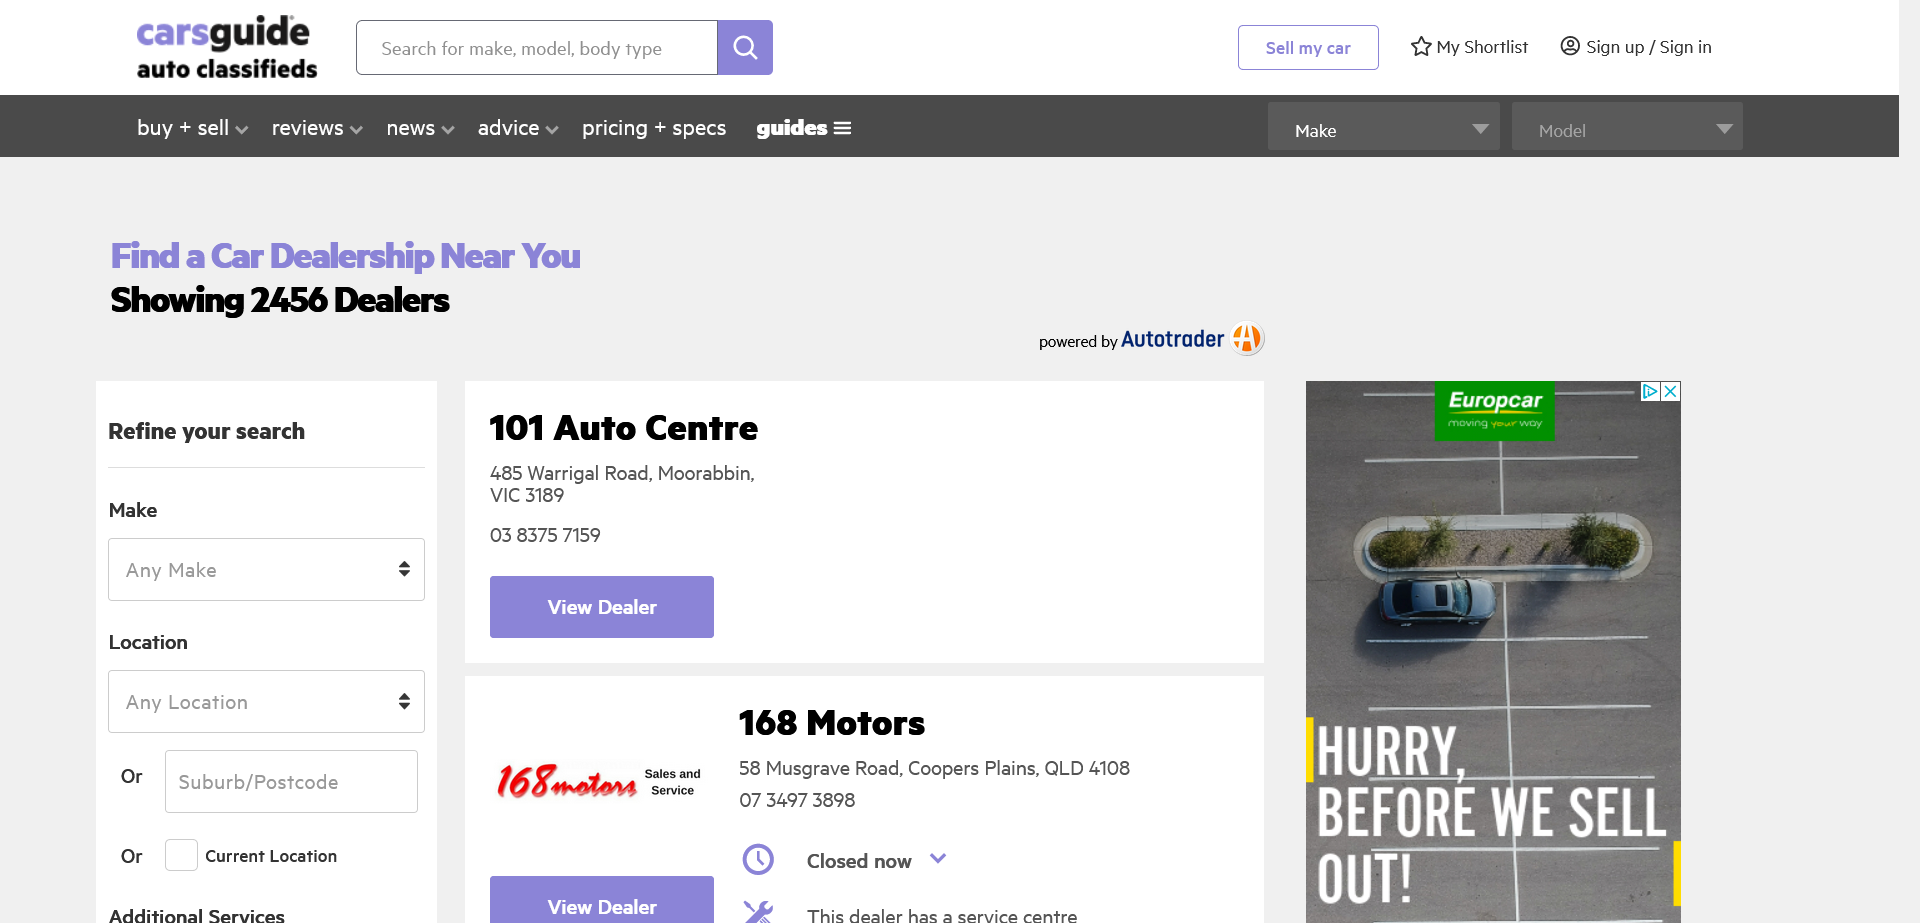 carsguide
auto classifieds
Search for make, model, body type
Sell my car
My Shortlist
Sign up / Sign in
buy + sell
reviews
news
advice
pricing + specs
guides
Make
Model
Find a Car Dealership Near You
Showing 2456 Dealers
powered by Autotrader
Refine your search
Make
Any Make
Location
Any Location
Or
Suburb/Postcode
Or
Current Location
Additional Services
101 Auto Centre
485 Warrigal Road, Moorabbin,
VIC 3189
03 8375 7159
View Dealer
168 motors
Sales and
Service
168 Motors
58 Musgrave Road, Coopers Plains, QLD 4108
07 3497 3898
Closed now
View Dealer
This dealer has a service centre
Europcar
moving your way
HURRY,
BEFORE WE SELL
OUT!